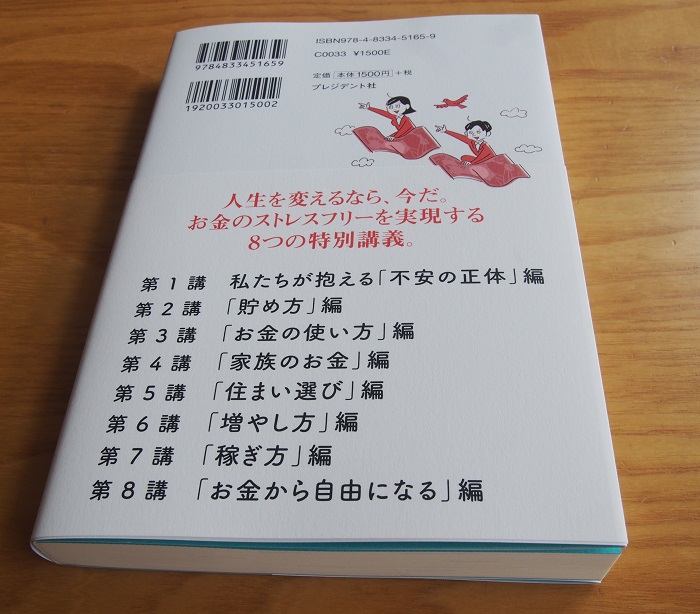 ISBN978-4-8334-5165-9
C0033 ¥1500E
定価 本体1500円 +税
プレジデント社
9784833451659
1920033015002
人生を変えるなら、今だ。
お金のストレスフリーを実現する
8つの特別講義。
第1講 私たちが抱える「不安の正体」編
第2講 「貯め方」編
第3講 「お金の使い方」編
第4講 「家族のお金」編
第5講 「住まい選び」編
第6講 「増やし方」編
第7講 「稼ぎ方」編
第8講 「お金から自由になる」編